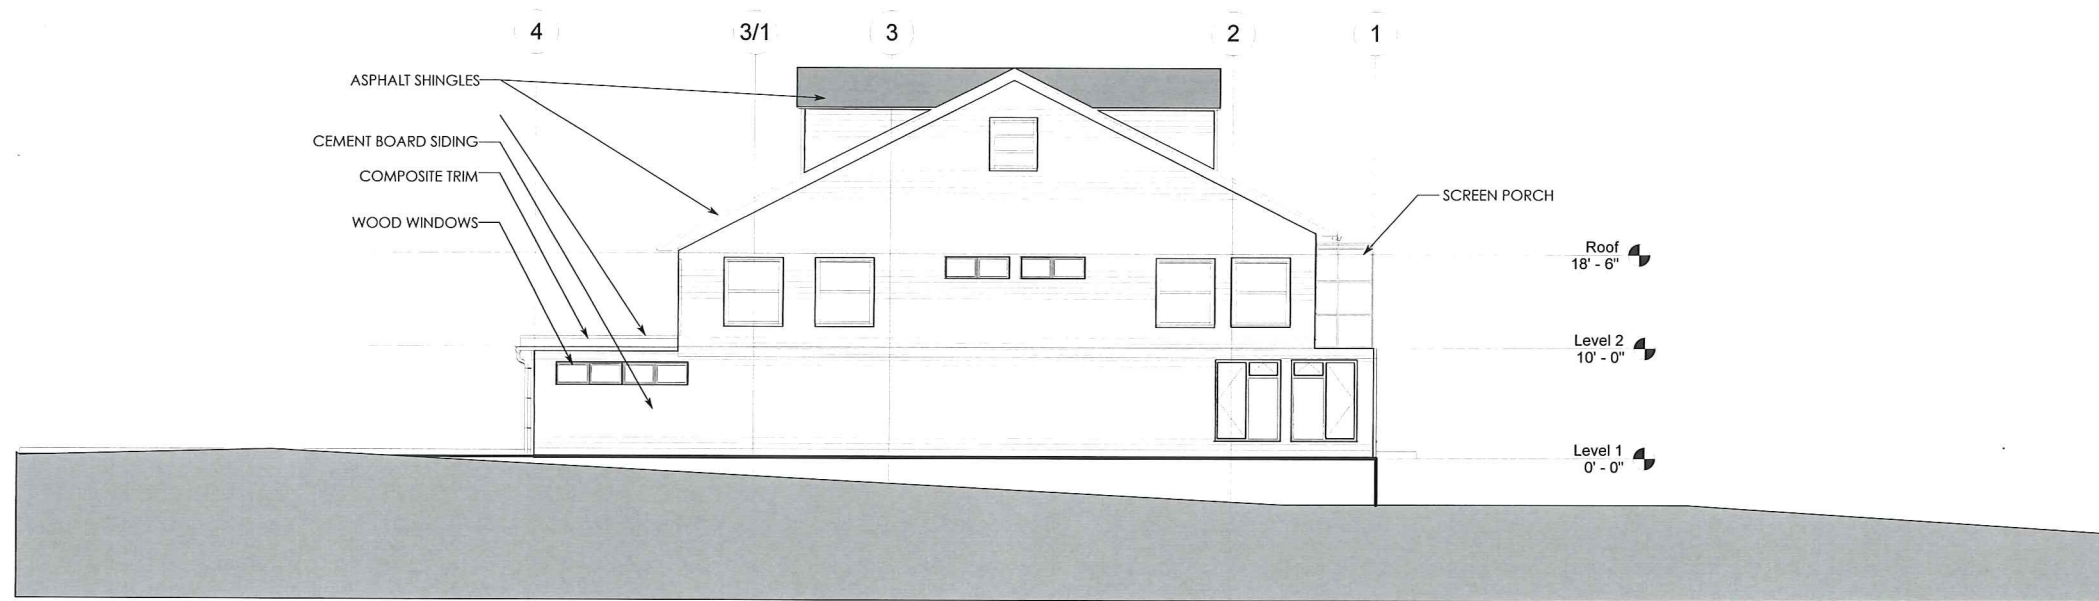 4
3/1
3
2
1
ASPHALT SHINGLES
CEMENT BOARD SIDING
COMPOSITE TRIM
WOOD WINDOWS
SCREEN PORCH
Roof
18' - 6"
Level 2
10' - 0"
Level 1
0' - 0"